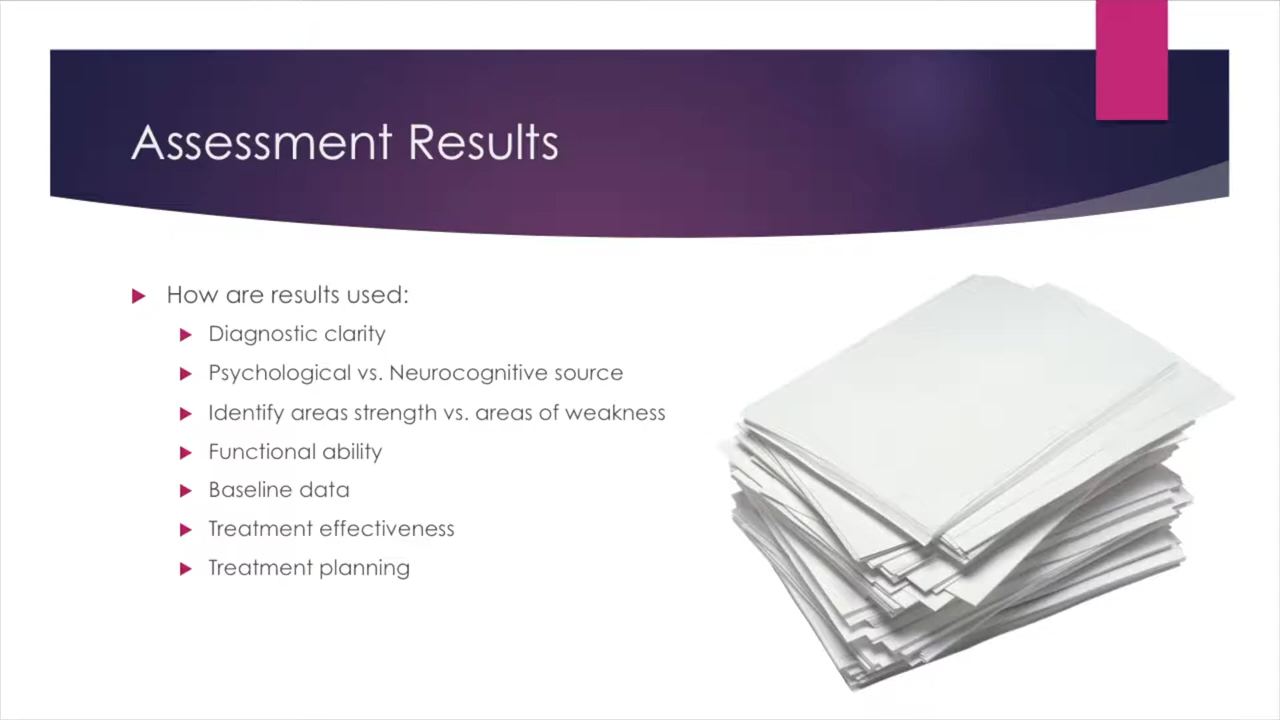 Assessment Results
How are results used:
Diagnostic clarity
Psychological vs. Neurocognitive source
Identify areas strength vs. areas of weakness
Functional ability
Baseline data
Treatment effectiveness
Treatment planning